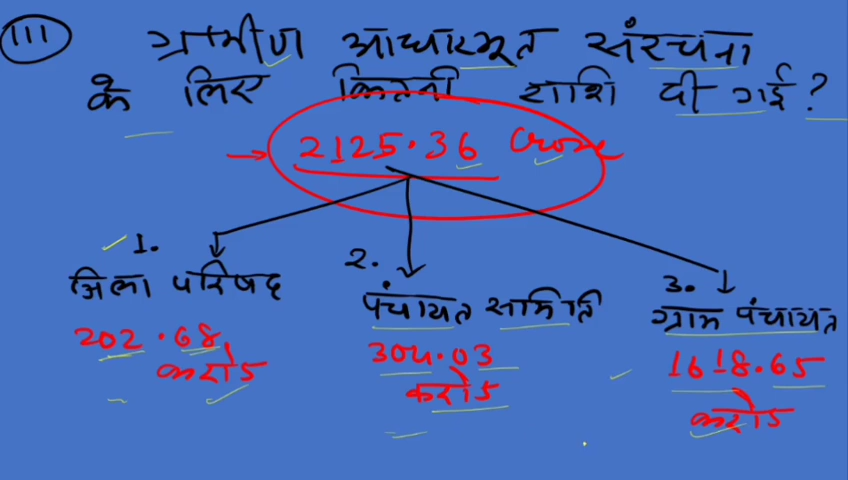 III ग्रामीण आधारभूत संरचना
के लिए कितनी राशि दी गई?
2125.36 Crore
1.
जिला परिषद
202.68
करोड
2.
पंचायत समिति
304.03
करोड
3.
ग्राम पंचायत
1618.65
करोड